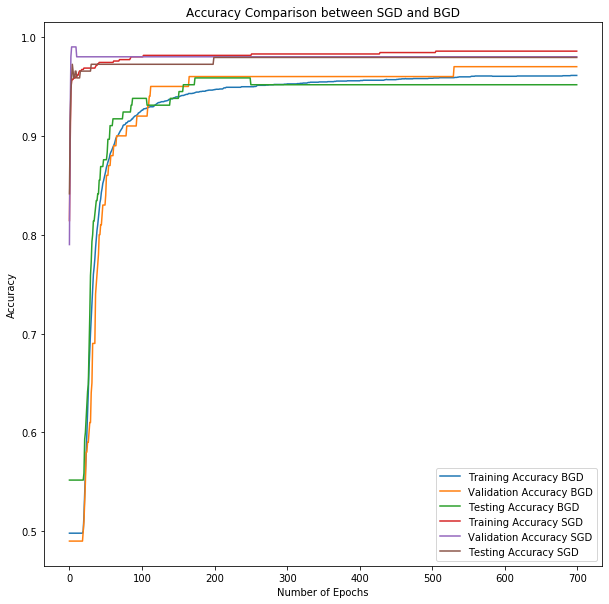 Accuracy Comparison between SGD and BGD
1.0
0.9
0.8
0.7
0.6
0.5
Accuracy
0 100 200 300 400 500 600 700
Number of Epochs
Training Accuracy BGD
Validation Accuracy BGD
Testing Accuracy BGD
Training Accuracy SGD
Validation Accuracy SGD
Testing Accuracy SGD